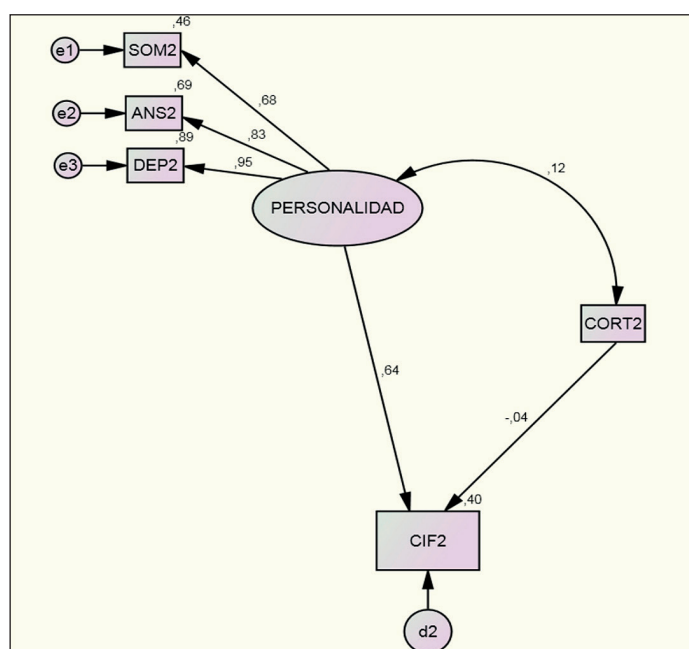 ,46
e1
SOM2
,68
,69
e2
ANS2
,83
,89
e3
DEP2
,95
PERSONALIDAD
,12
CORT2
,64
-,04
,40
CIF2
d2